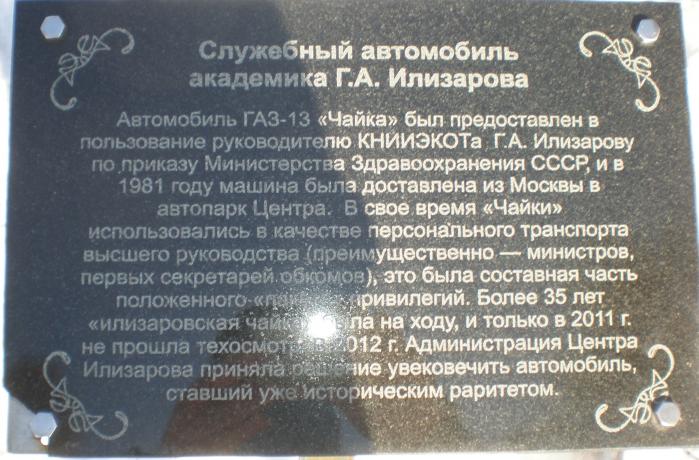 Служебный автомобиль
академика Г.А. Илизарова
Автомобиль ГАЗ-13 «Чайка» был предоставлен в
пользование руководителю КНИИЭКОТа Г.А. Илизарову
по приказу Министерства Здравоохранения СССР, и в
1981 году машина была доставлена из Москвы в
автопарк Центра. В свое время «Чайки»
использовались в качестве персонального транспорта
высшего руководства (преимущественно — министров,
первых секретарей обкомов), это была составная часть
положенного привилегий. Более 35 лет
«илизаровская чайка» была на ходу, и только в 2011 г.
не прошла техосмотр. В 2012 г. Администрация Центра
Илизарова приняла решение увековечить автомобиль,
ставший уже историческим раритетом.